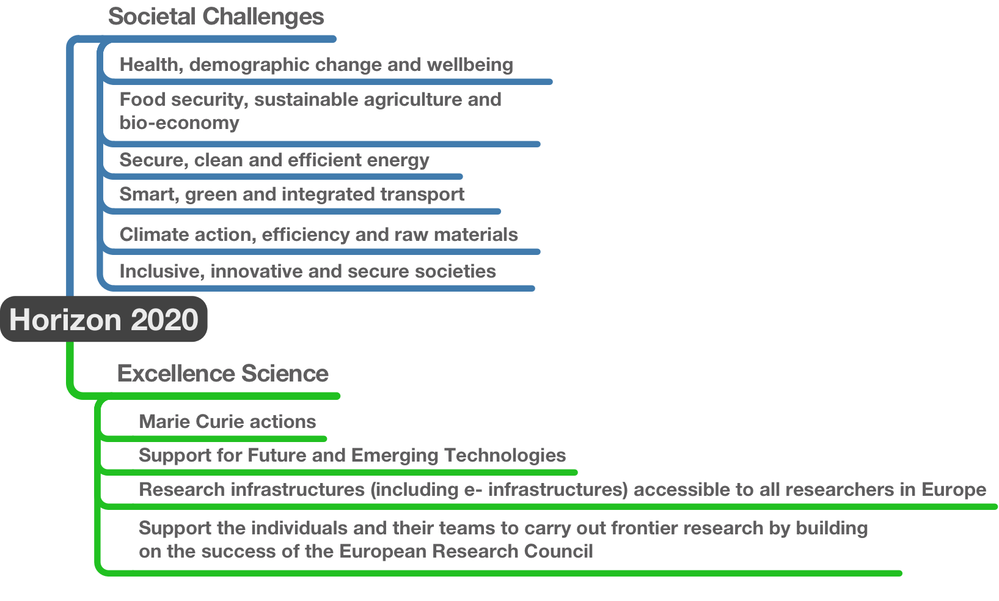 Societal Challenges
Health, demographic change and wellbeing
Food security, sustainable agriculture and
bio-economy
Secure, clean and efficient energy
Smart, green and integrated transport
Climate action, efficiency and raw materials
Inclusive, innovative and secure societies
Horizon 2020
Excellence Science
Marie Curie actions
Support for Future and Emerging Technologies
Research infrastructures (including e- infrastructures) accessible to all researchers in Europe
Support the individuals and their teams to carry out frontier research by building
on the success of the European Research Council